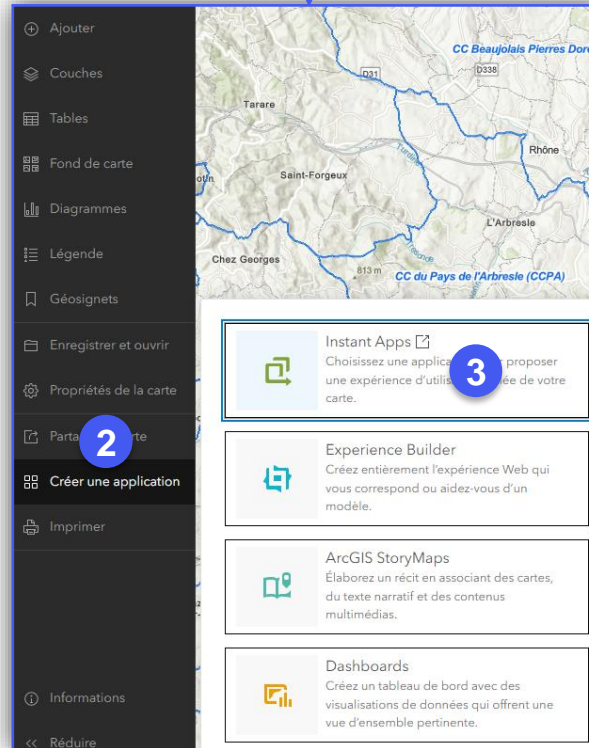 Ajouter
Couches
Tables
Fond de carte
Diagrammes
Légende
Géosignets
Enregistrer et ouvrir
Propriétés de la carte
2
Créer une application
Imprimer
Informations
Réduire
CC Beaujolais Pierres Dor
D31
D338
Tarare
Rhône
Saint-Forgeux
Turdine
L'Arbresle
Chez Georges
813 m
CC du Pays de l'Arbresle (CCPA)
Instant Apps
Choisissez une proposer
3
une expérience de votre
carte.
Experience Builder
Créez entièrement l'expérience Web qui
vous correspond ou aidez-vous d'un
modèle.
ArcGIS StoryMaps
Élaborez un récit en associant des cartes,
du texte narratif et des contenus
multimédias.
Dashboards
Créez un tableau de bord avec des
visualisations de données qui offrent une
vue d'ensemble pertinente.